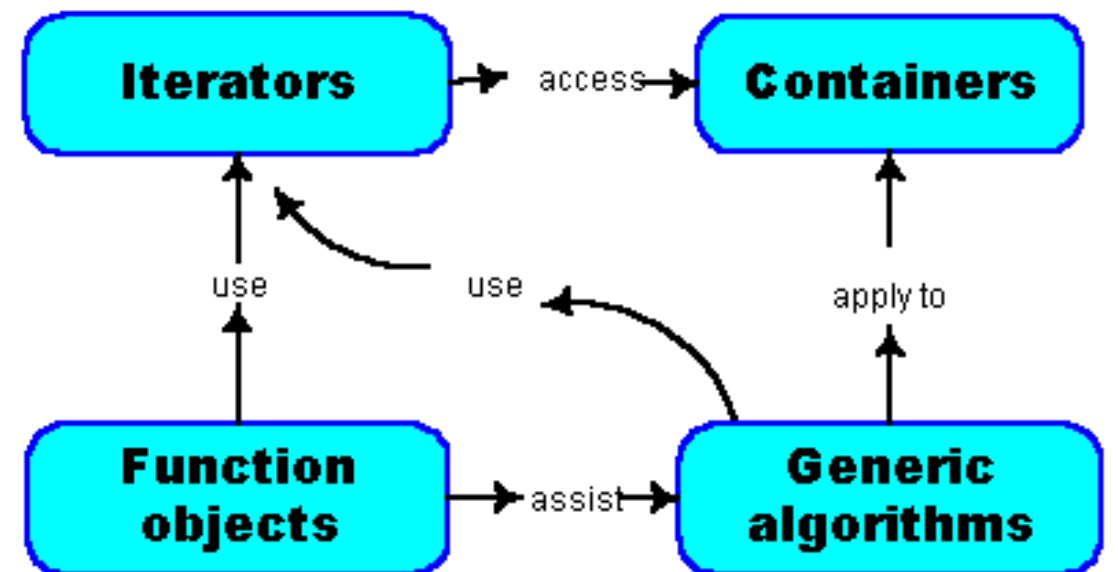 Iterators
access
Containers
use
use
apply to
Function
objects
assist
Generic
algorithms